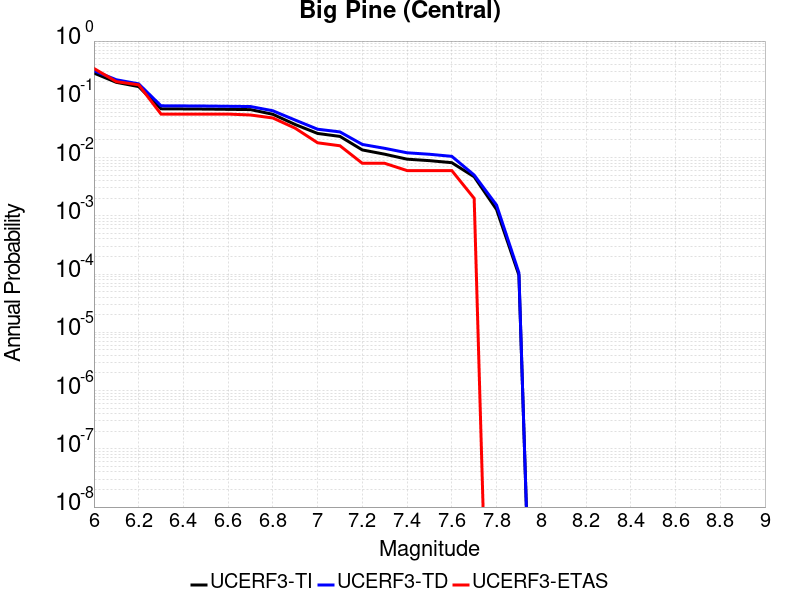 Big Pine (Central)
10^0
10^-1
10^-2
10^-3
10^-4
10^-5
10^-6
10^-7
10^-8
Annual Probability
6 6.2 6.4 6.6 6.8 7 7.2 7.4 7.6 7.8 8 8.2 8.4 8.6 8.8 9
Magnitude
UCERF3-TI UCERF3-TD UCERF3-ETAS